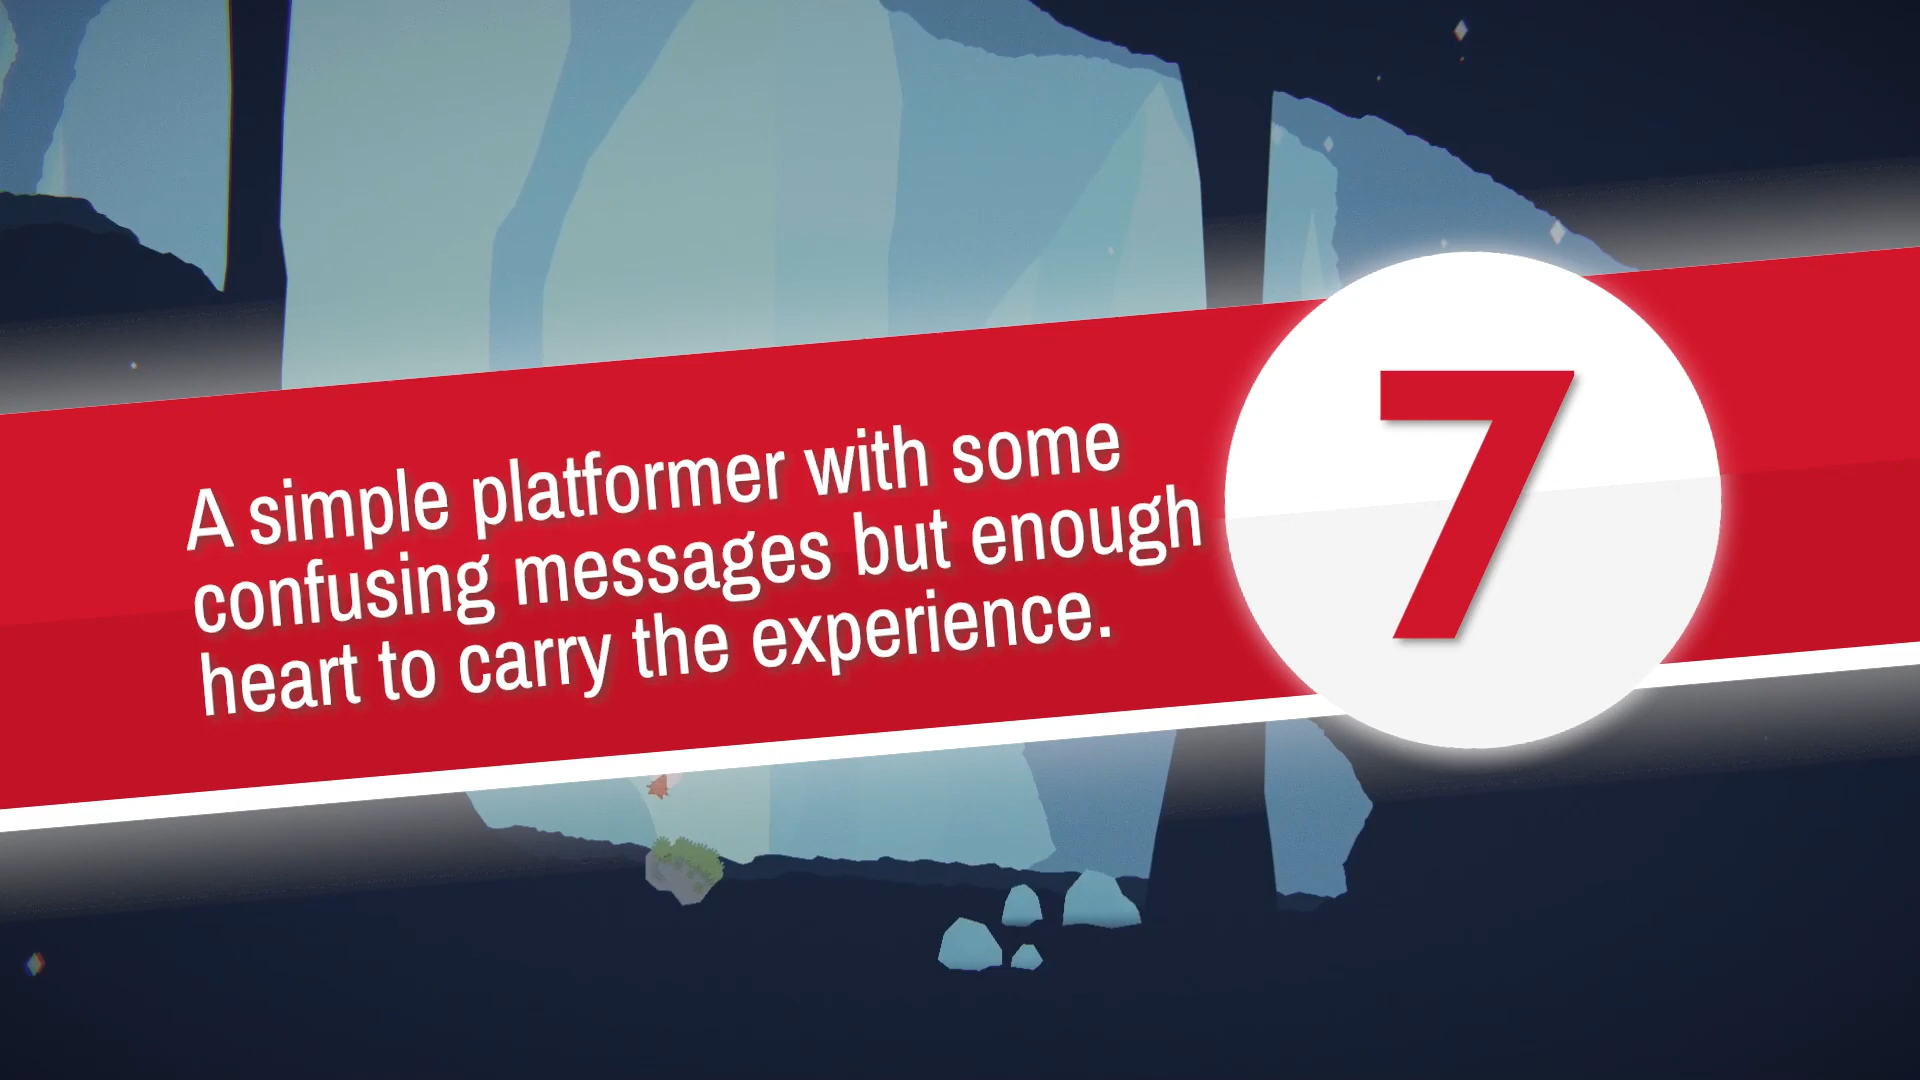 A simple platformer with some
confusing messages but enough
heart to carry the experience.
7